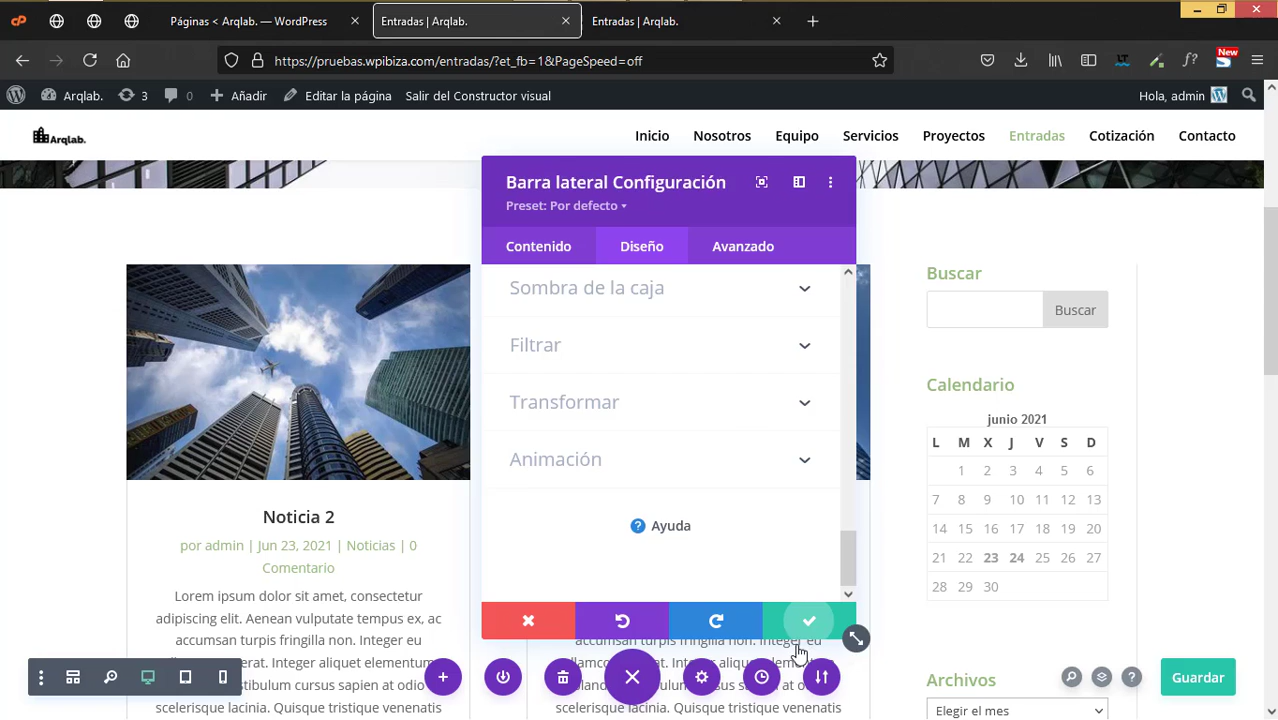 Páginas < Arqlab. — WordPress
Entradas | Arqlab.
Entradas | Arqlab.
https://pruebas.wpibiza.com/entradas/?et_fb=1&PageSpeed=off
New
Arqlab.
3
0
Añadir
Editar la página
Salir del Constructor visual
Hola, admin
Arqlab.
Inicio
Nosotros
Equipo
Servicios
Proyectos
Entradas
Cotización
Contacto
Barra lateral Configuración
Preset: Por defecto
Contenido
Diseño
Avanzado
Sombra de la caja
Filtrar
Transformar
Animación
Ayuda
Noticia 2
por admin | Jun 23, 2021 | Noticias | 0
Comentario
Lorem ipsum dolor sit amet, consectetur
adipiscing elit. Aenean vulputate tempus ex, ac
accumsan turpis fringilla non. Integer eu
erat. Integer aliquet elementum
stibulum cursus sapien at odio
scelerisque lacinia. Quisque tristique venenatis
accumsan turpis fringilla non. Integer eu
scelerisque lacinia. Quisque tristique venenatis
Buscar
Buscar
Calendario
junio 2021
L M X J V S D
1 2 3 4 5 6
7 8 9 10 11 12 13
14 15 16 17 18 19 20
21 22 23 24 25 26 27
28 29 30
Archivos
Elegir el mes
Guardar